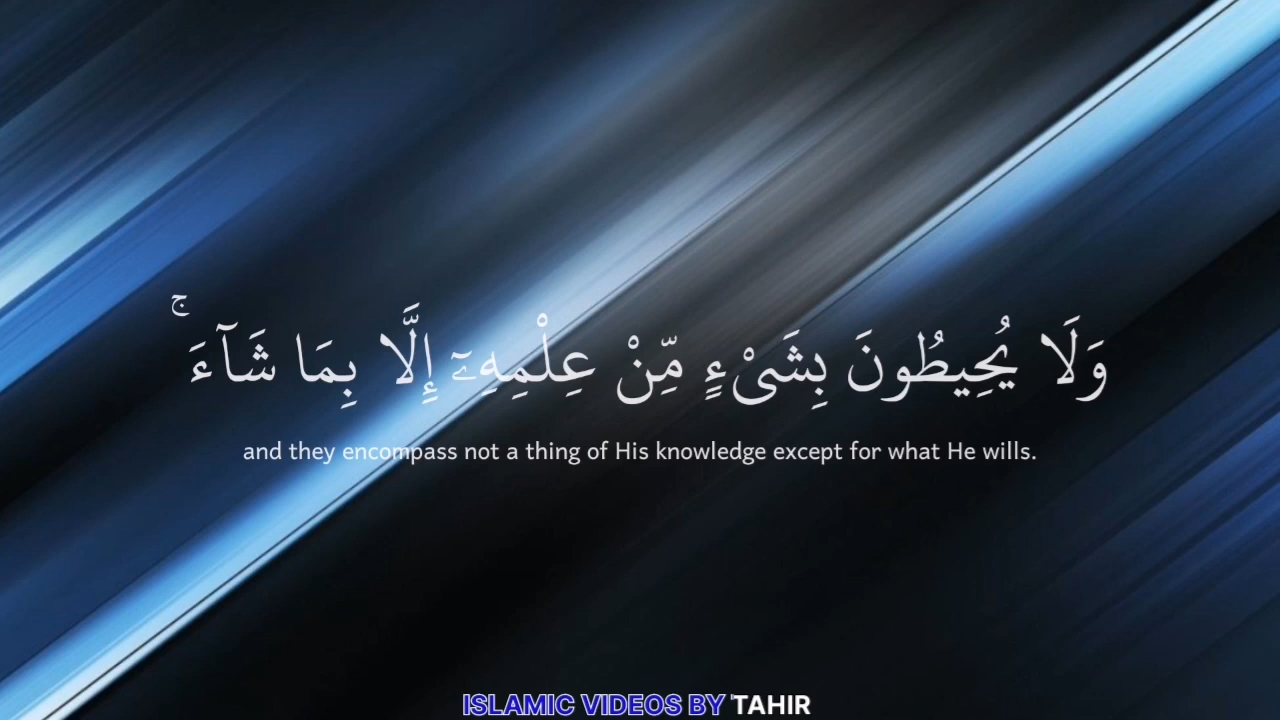 وَلَا يُحِيطُونَ بِشَىْءٍ مِّنْ عِلْمِهِۦٓ إِلَّا بِمَا شَآءَ ۚ
and they encompass not a thing of His knowledge except for what He wills.
ISLAMIC VIDEOS BY 'TAHIR